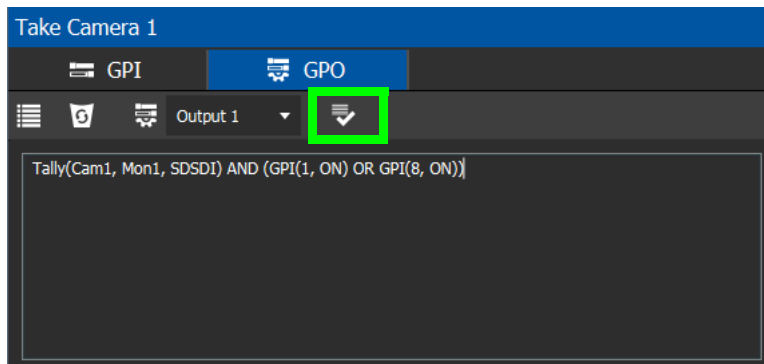 Take Camera 1
GPI GPO
Output 1
Tally(Cam1, Mon1, SDSDI) AND (GPI(1, ON) OR GPI(8, ON))